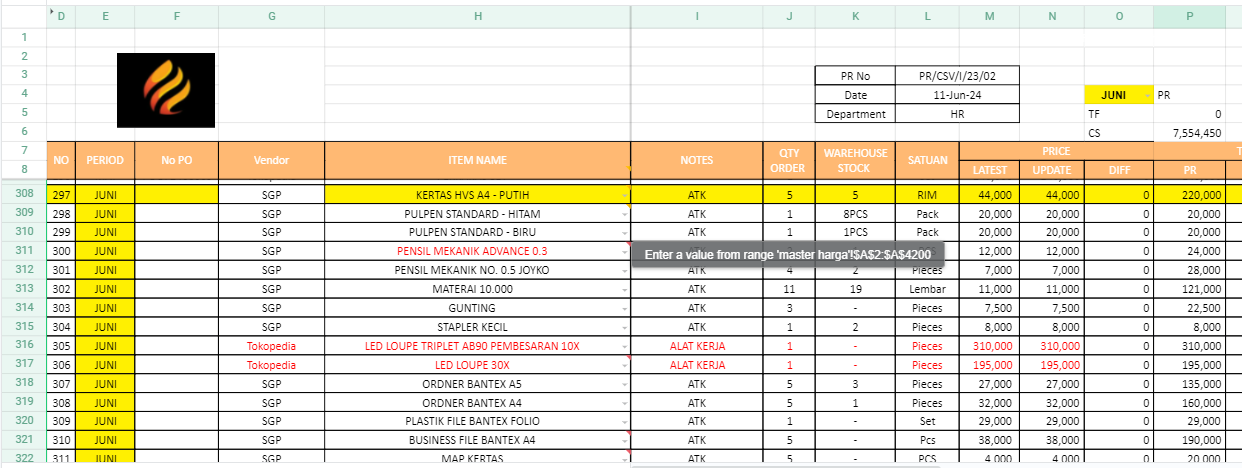 D E F G H I J K L M N O P
1
2
3 PR No PR/CSV/I/23/02
4 Date 11-Jun-24 JUNI PR
5 Department HR TF 0
6 CS 7,554,450
7 NO PERIOD No PO Vendor ITEM NAME NOTES QTY ORDER WAREHOUSE STOCK SATUAN PRICE
8 LATEST UPDATE DIFF PR
308 297 JUNI SGP KERTAS HVS A4 - PUTIH ATK 5 5 RIM 44,000 44,000 0 220,000
309 298 JUNI SGP PULPEN STANDARD - HITAM ATK 1 8PCS Pack 20,000 20,000 0 20,000
310 299 JUNI SGP PULPEN STANDARD - BIRU ATK 1 1PCS Pack 20,000 20,000 0 20,000
311 300 JUNI SGP PENSIL MEKANIK ADVANCE 0.3 12,000 12,000 0 24,000
Enter a value from range 'master harga'!$A$2:$A$4200
312 301 JUNI SGP PENSIL MEKANIK NO. 0.5 JOYKO ATK 4 2 Pieces 7,000 7,000 0 28,000
313 302 JUNI SGP MATERAI 10.000 ATK 11 19 Lembar 11,000 11,000 0 121,000
314 303 JUNI SGP GUNTING ATK 3 - Pieces 7,500 7,500 0 22,500
315 304 JUNI SGP STAPLER KECIL ATK 1 2 Pieces 8,000 8,000 0 8,000
316 305 JUNI Tokopedia LED LOUPE TRIPLET AB90 PEMBESARAN 10X ALAT KERJA 1 - Pieces 310,000 310,000 0 310,000
317 306 JUNI Tokopedia LED LOUPE 30X ALAT KERJA 1 - Pieces 195,000 195,000 0 195,000
318 307 JUNI SGP ORDNER BANTEX A5 ATK 5 3 Pieces 27,000 27,000 0 135,000
319 308 JUNI SGP ORDNER BANTEX A4 ATK 5 1 Pieces 32,000 32,000 0 160,000
320 309 JUNI SGP PLASTIK FILE BANTEX FOLIO ATK 1 - Set 29,000 29,000 0 29,000
321 310 JUNI SGP BUSINESS FILE BANTEX A4 ATK 5 - Pcs 38,000 38,000 0 190,000
322 311 JUNI SGP MAP KERTAS ATK 5 - PCS 4,000 4,000 0 20,000